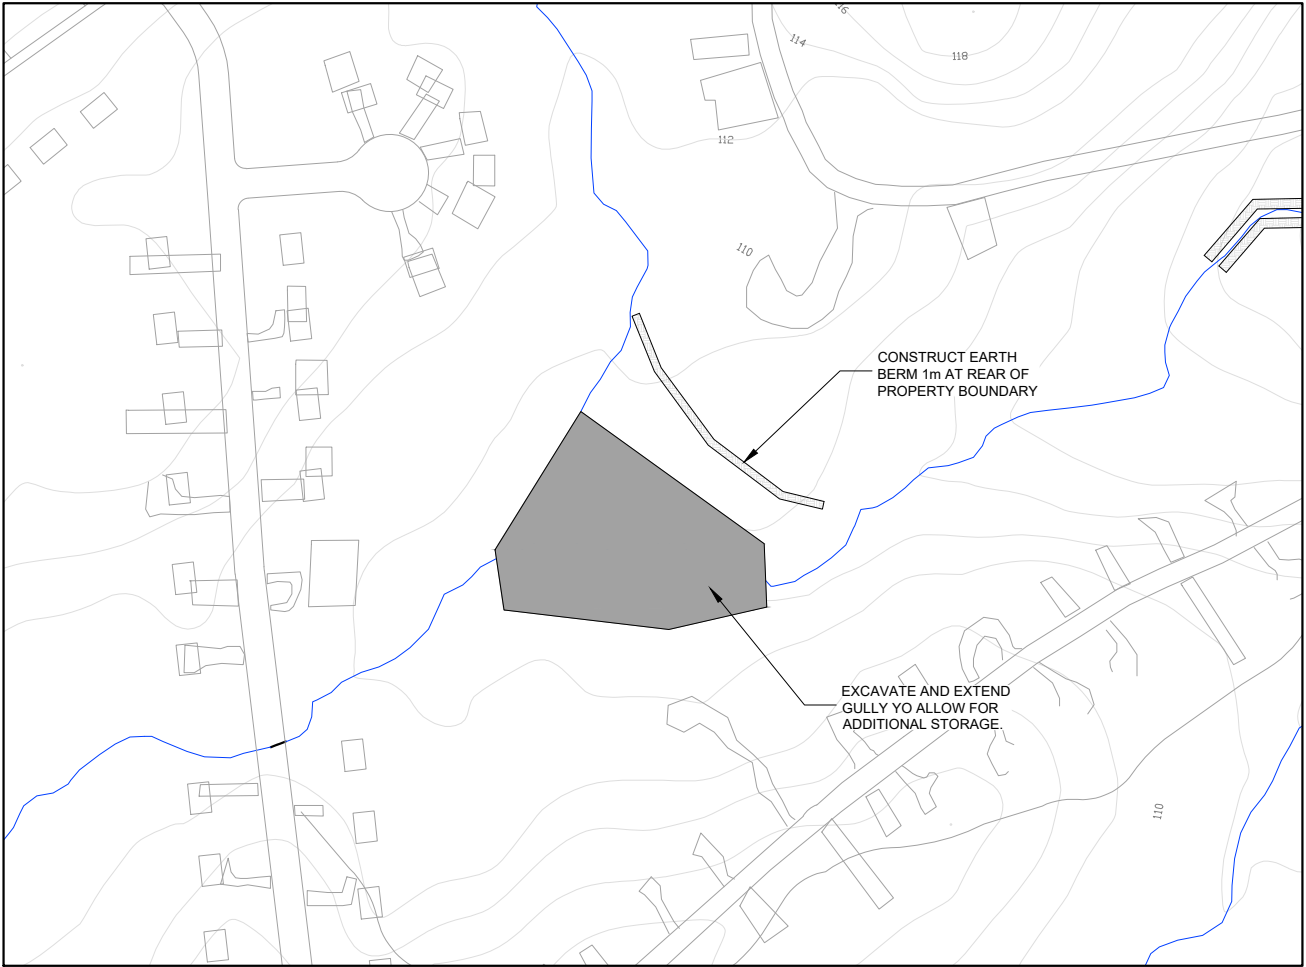 116
114
118
112
110
CONSTRUCT EARTH
BERM 1m AT REAR OF
PROPERTY BOUNDARY
EXCAVATE AND EXTEND
GULLY YO ALLOW FOR
ADDITIONAL STORAGE.
110